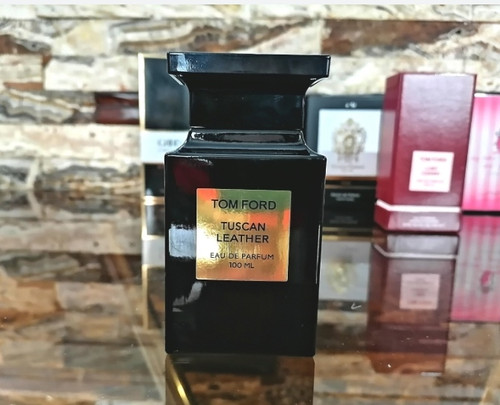 TOM FORD
TUSCAN
LEATHER
EAU DE PARFUM
100 ML
TOM FORD